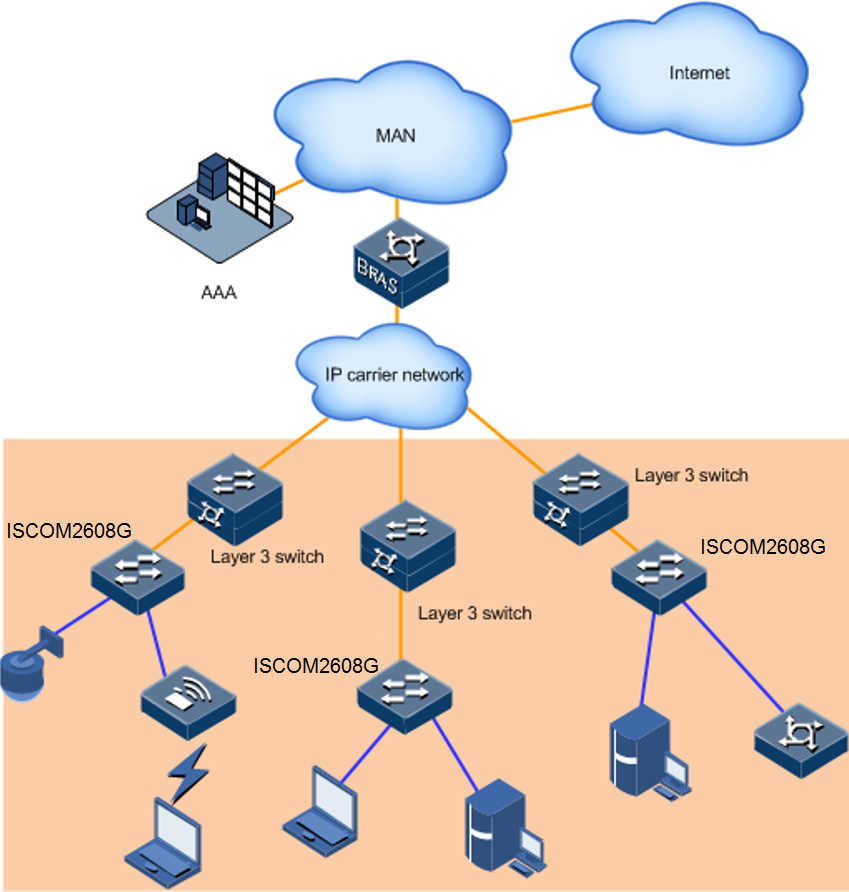 Internet
MAN
AAA
BRAS
IP carrier network
Layer 3 switch
ISCOM2608G
ISCOM2608G
Layer 3 switch
Layer 3 switch
ISCOM2608G